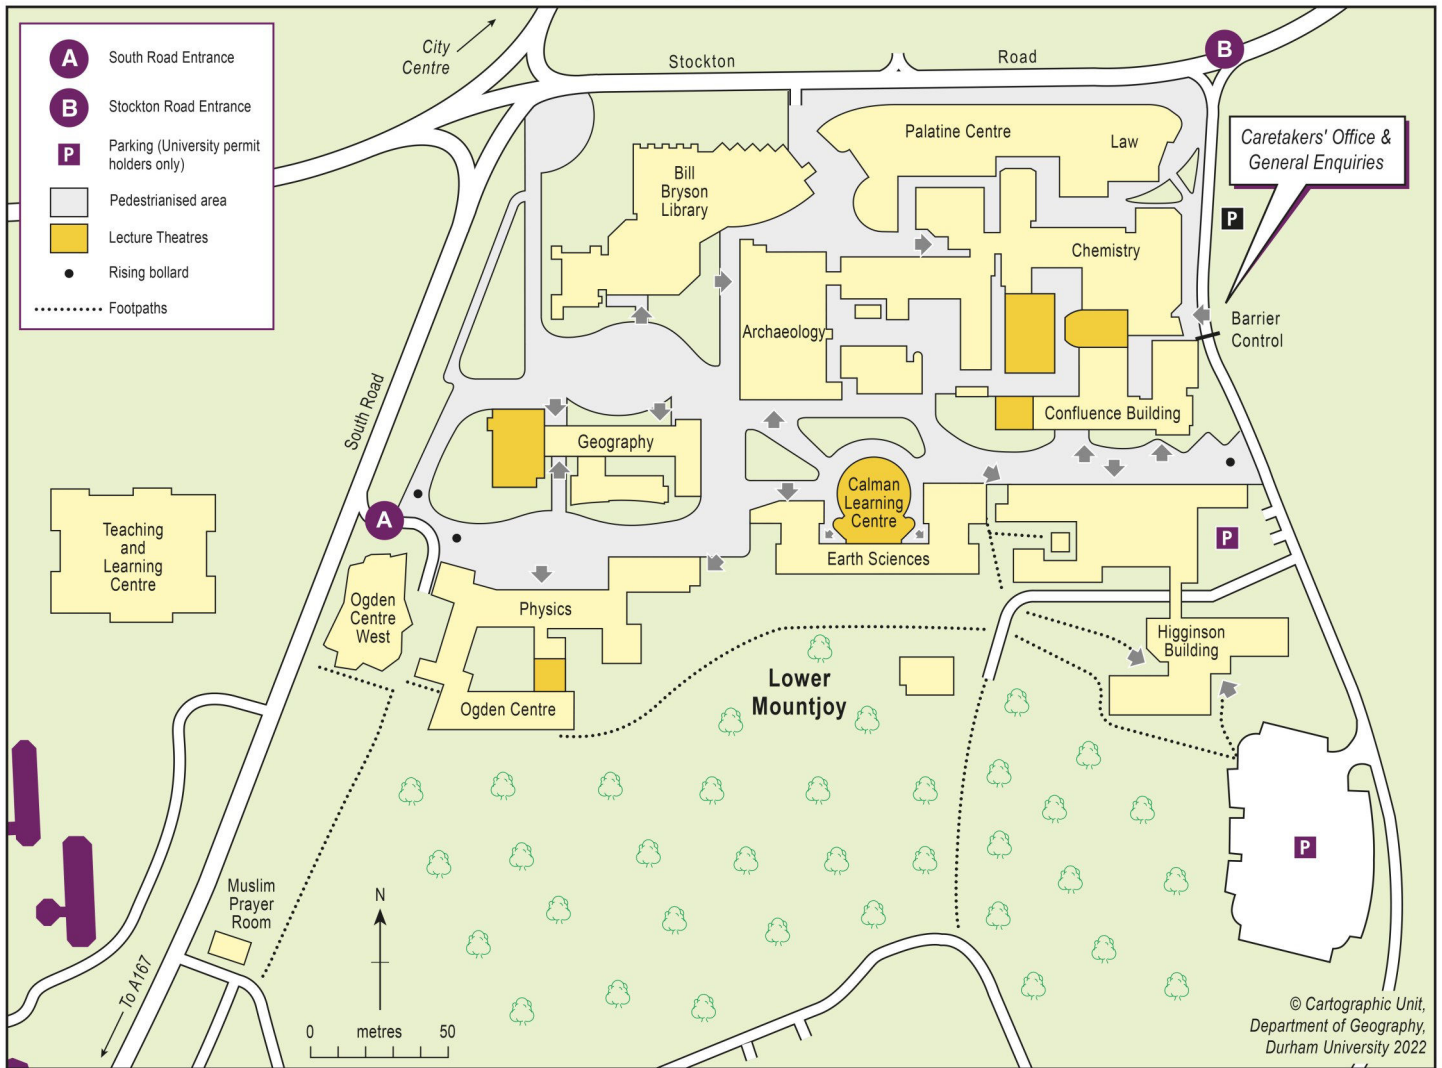 A South Road Entrance
B Stockton Road Entrance
P Parking (University permit
holders only)
Pedestrianised area
Lecture Theatres
Rising bollard
Footpaths
City
Centre
Stockton
Road
B
Caretakers' Office &
General Enquiries
P
Palatine Centre
Law
Bill
Bryson
Library
Chemistry
Archaeology
Barrier
Control
South Road
Geography
Confluence Building
Calman
Learning
Centre
Earth Sciences
A
P
Teaching
and
Learning
Centre
Ogden
Centre
West
Physics
Ogden Centre
Higginson
Building
Lower
Mountjoy
P
Muslim
Prayer
Room
N
To A167
0 metres 50
© Cartographic Unit,
Department of Geography,
Durham University 2022